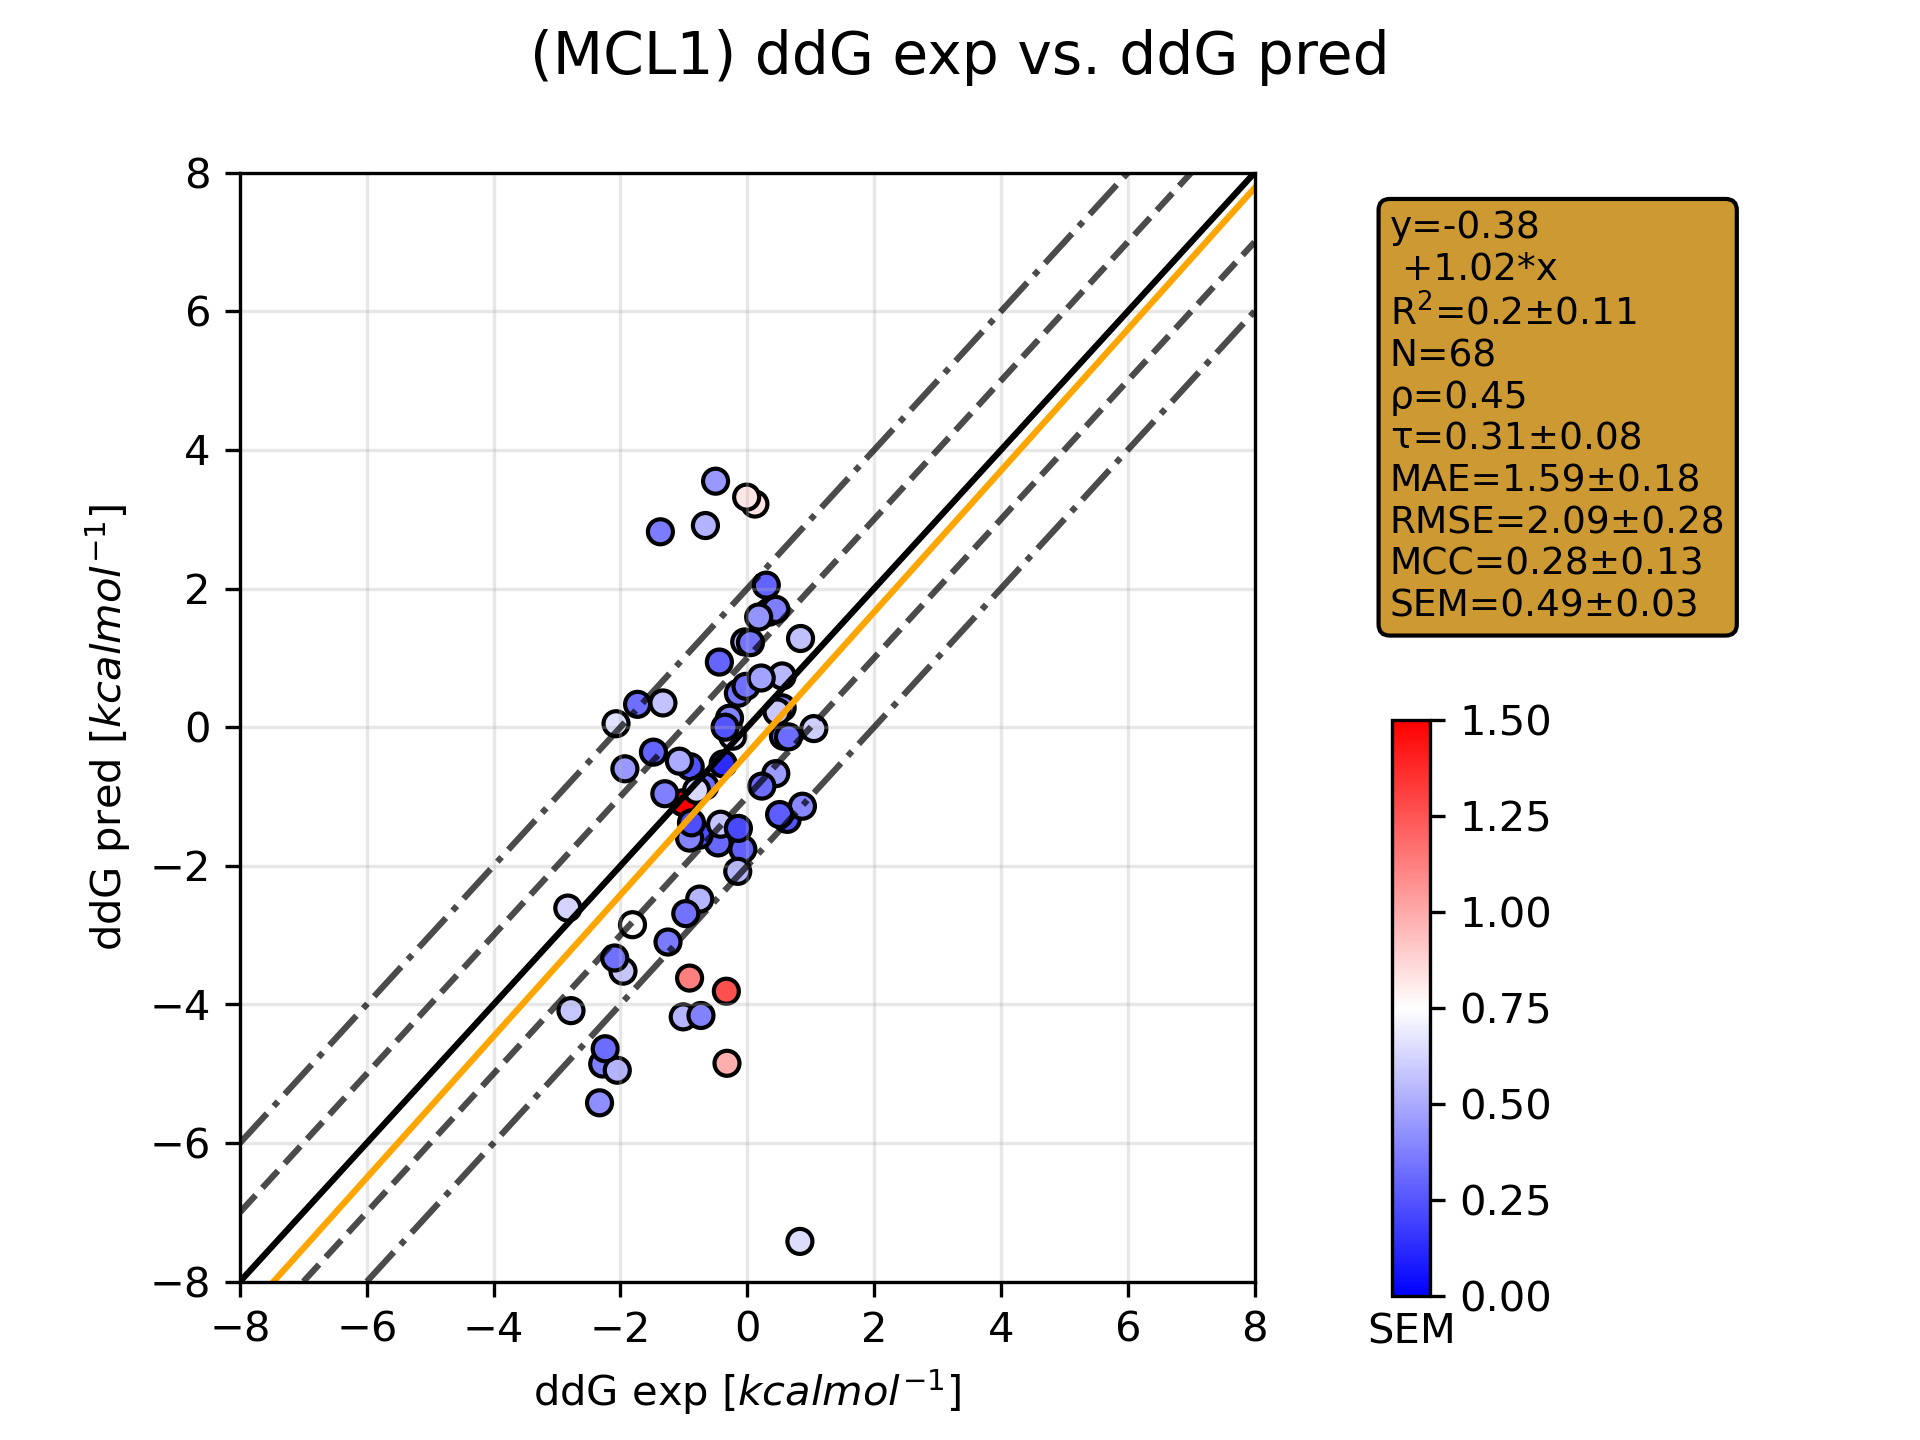 (MCL1) ddG exp vs. ddG pred
8
6
4
2
0
−2
−4
−6
−8
ddG pred [kcalmol⁻¹]
−8 −6 −4 −2 0 2 4 6 8
ddG exp [kcalmol⁻¹]
y=-0.38
+1.02*x
R²=0.2±0.11
N=68
ρ=0.45
τ=0.31±0.08
MAE=1.59±0.18
RMSE=2.09±0.28
MCC=0.28±0.13
SEM=0.49±0.03
1.50
1.25
1.00
0.75
0.50
0.25
0.00
SEM